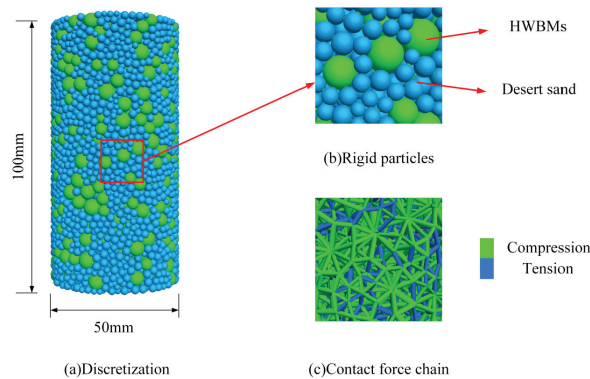 HWBMs
Desert sand
(b)Rigid particles
100mm
50mm
Compression
Tension
(a)Discretization
(c)Contact force chain